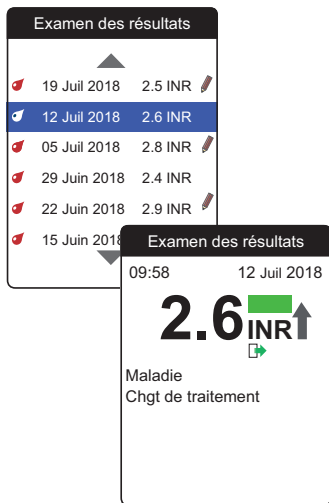 Examen des résultats
19 Juil 2018 2.5 INR
12 Juil 2018 2.6 INR
05 Juil 2018 2.8 INR
29 Juin 2018 2.4 INR
22 Juin 2018 2.9 INR
15 Juin 2018
Examen des résultats
09:58 12 Juil 2018
2.6 INR
Maladie
Chgt de traitement